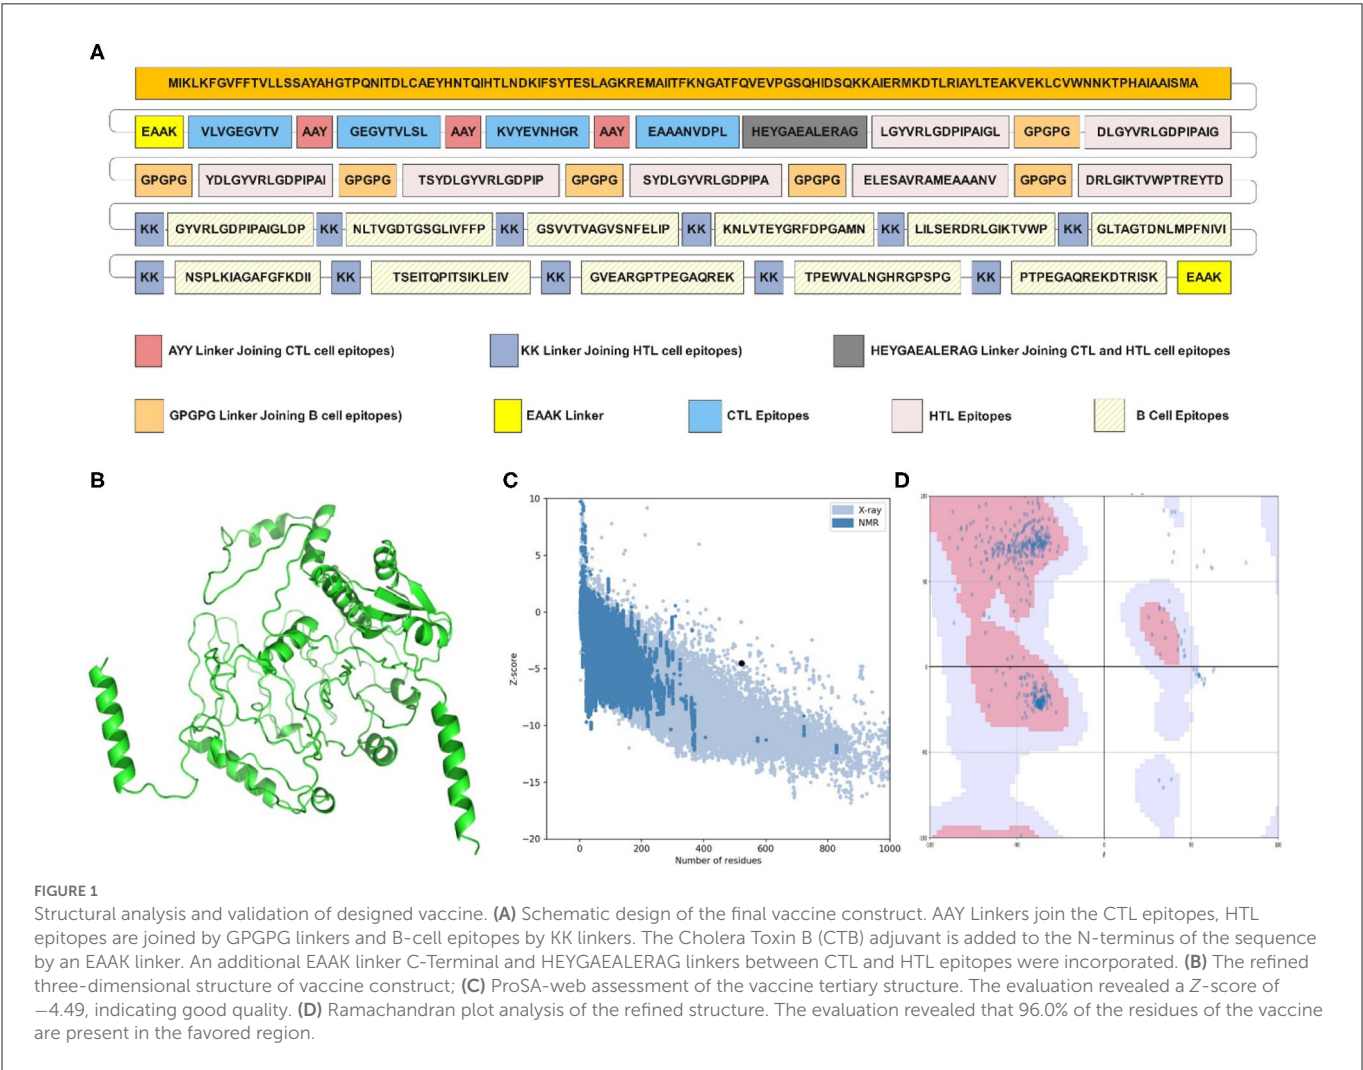 A
MIKLKFGVFFTVLLSSAYAHGTPQNITDLCAEYHNTQIHTLNDKIFSYTESLAGKREMAIITFKNGATFQVEVPGSQHIDSQKKAIERMKDTLRIAYLTEAKVEKLCVWNNKTPHAIAAISMA
EAAK VLVGEGVTV AAY GEGVTVLSL AAY KVYEVNHGR AAY EAAANVDPL HEYGAEALERAG LGYVRLGDPIPAIGL GPGPG DLGYVRLGDPIPAIG
GPGPG YDLGYVRLGDPIPAI GPGPG TSYDLGYVRLGDPIP GPGPG SYDLGYVRLGDPIPA GPGPG ELESAVRAMEAAANV GPGPG DRLGIKTVWPTREYTD
KK GYVRLGDPIPAIGLDP KK NLTVGDTGSGLIVFFP KK GSVVTVAGVSNFELIP KK KNLVTEYGRFDPGAMN KK LILSERDRLGIKTVWP KK GLTAGTDNLMPFNIVI
KK NSPLKIAGAFGFKDII KK TSEITQPITSIKLEIV KK GVEARGPTPEGAQREK KK TPEWVALNGHRGPSPG KK PTPEGAQREKDTRISK EAAK
AYY Linker Joining CTL cell epitopes) KK Linker Joining HTL cell epitopes) HEYGAEALERAG Linker Joining CTL and HTL cell epitopes
GPGPG Linker Joining B cell epitopes) EAAK Linker CTL Epitopes HTL Epitopes B Cell Epitopes
B C D
10
5
0
−5
−10
−15
−20
Z-score
X-ray
NMR
0 200 400 600 800 1000
Number of residues
FIGURE 1
Structural analysis and validation of designed vaccine. (A) Schematic design of the final vaccine construct. AAY Linkers join the CTL epitopes, HTL
epitopes are joined by GPGPG linkers and B-cell epitopes by KK linkers. The Cholera Toxin B (CTB) adjuvant is added to the N-terminus of the sequence
by an EAAK linker. An additional EAAK linker C-Terminal and HEYGAEALERAG linkers between CTL and HTL epitopes were incorporated. (B) The refined
three-dimensional structure of vaccine construct; (C) ProSA-web assessment of the vaccine tertiary structure. The evaluation revealed a Z-score of
−4.49, indicating good quality. (D) Ramachandran plot analysis of the refined structure. The evaluation revealed that 96.0% of the residues of the vaccine
are present in the favored region.